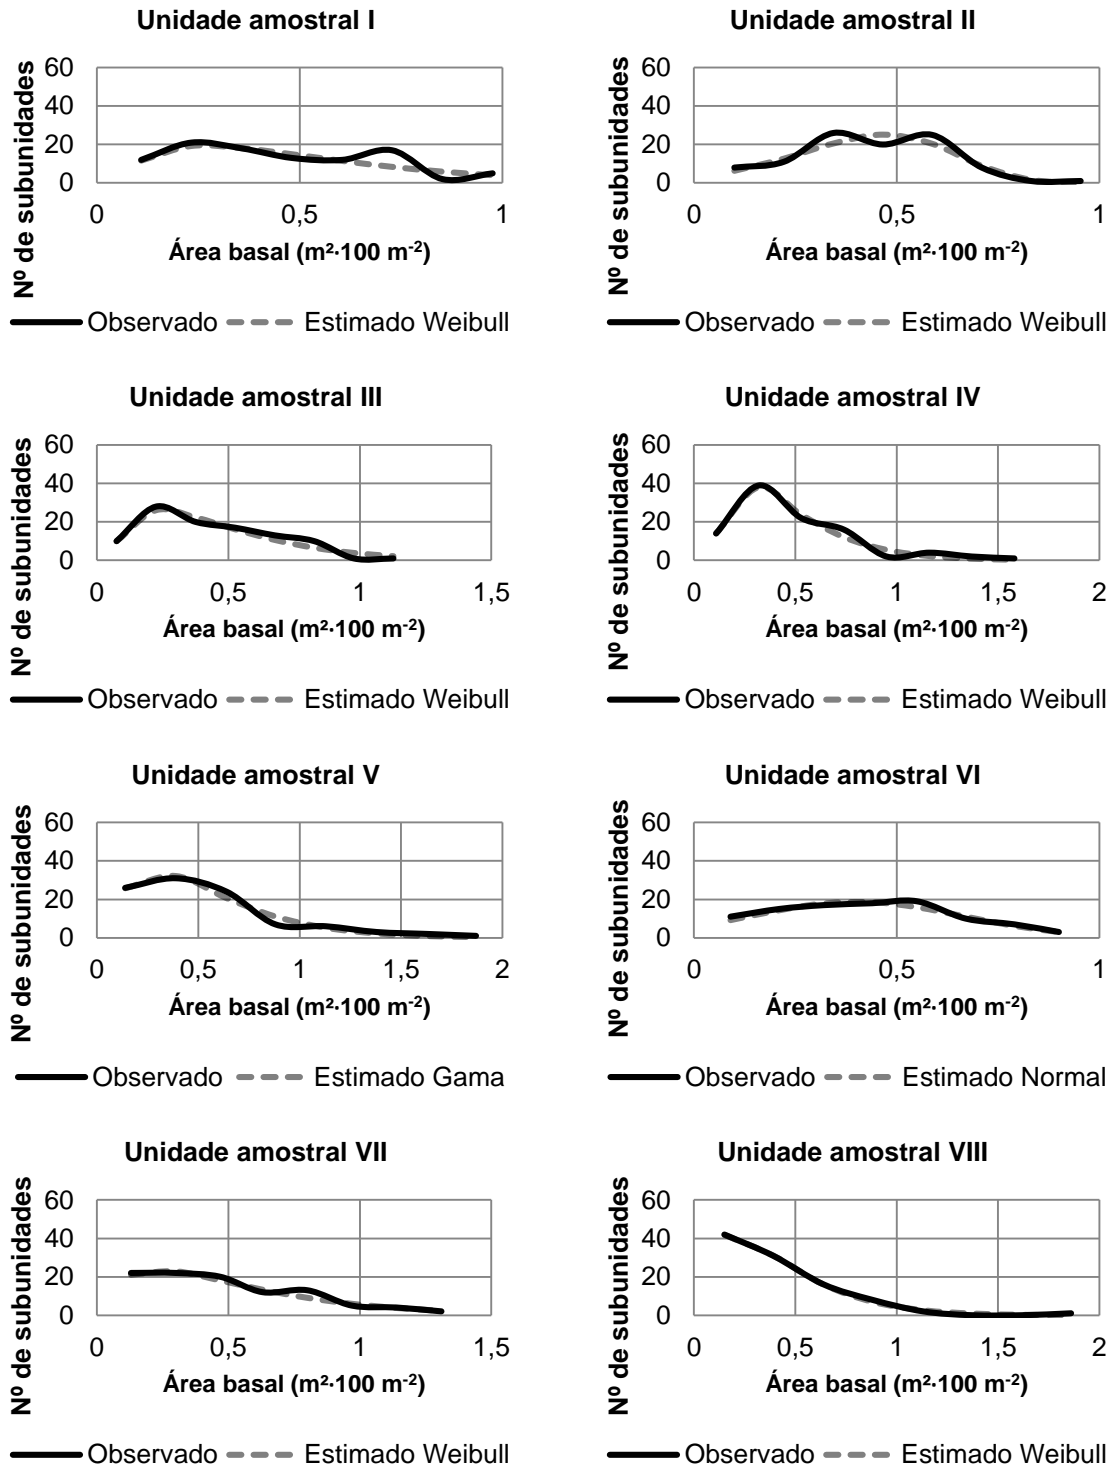 Unidade amostral I
Nº de subunidades
60
40
20
0
0
0,5
1
Área basal (m²·100 m⁻²)
Observado
Estimado Weibull
Unidade amostral II
Nº de subunidades
60
40
20
0
0
0,5
1
Área basal (m²·100 m⁻²)
Observado
Estimado Weibull
Unidade amostral III
Nº de subunidades
60
40
20
0
0
0,5
1
1,5
Área basal (m²·100 m⁻²)
Observado
Estimado Weibull
Unidade amostral IV
Nº de subunidades
60
40
20
0
0
0,5
1
1,5
2
Área basal (m²·100 m⁻²)
Observado
Estimado Weibull
Unidade amostral V
Nº de subunidades
60
40
20
0
0
0,5
1
1,5
2
Área basal (m²·100 m⁻²)
Observado
Estimado Gama
Unidade amostral VI
Nº de subunidades
60
40
20
0
0
0,5
1
Área basal (m²·100 m⁻²)
Observado
Estimado Normal
Unidade amostral VII
Nº de subunidades
60
40
20
0
0
0,5
1
1,5
Área basal (m²·100 m⁻²)
Observado
Estimado Weibull
Unidade amostral VIII
Nº de subunidades
60
40
20
0
0
0,5
1
1,5
2
Área basal (m²·100 m⁻²)
Observado
Estimado Weibull